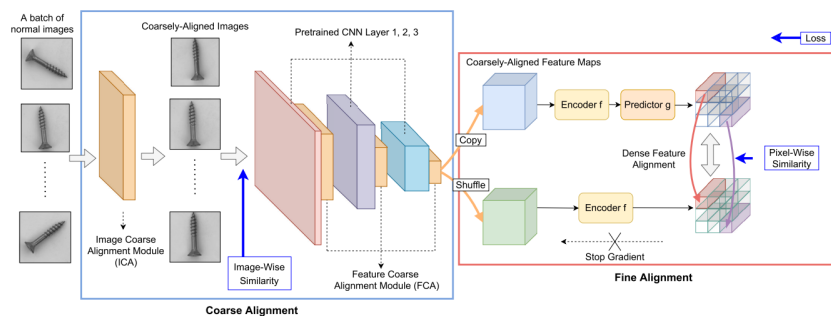 A batch of
normal images
Coarsely-Aligned Images
Pretrained CNN Layer 1, 2, 3
Loss
Coarsely-Aligned Feature Maps
Encoder f
Predictor g
Copy
Dense Feature
Alignment
Pixel-Wise
Similarity
Shuffle
Encoder f
Stop Gradient
Image Coarse
Alignment Module
(ICA)
Image-Wise
Similarity
Feature Coarse
Alignment Module (FCA)
Coarse Alignment
Fine Alignment